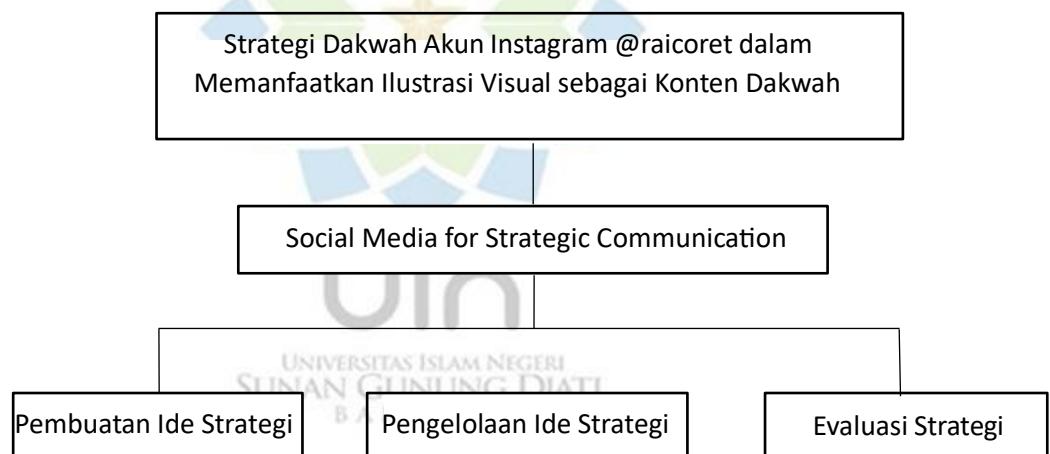 Strategi Dakwah Akun Instagram @raicoret dalam
Memanfaatkan Ilustrasi Visual sebagai Konten Dakwah
Social Media for Strategic Communication
uin
UNIVERSITAS ISLAM NEGERI
SUNAN GUNUNG DJATI
Pembuatan Ide Strategi
Pengelolaan Ide Strategi
Evaluasi Strategi